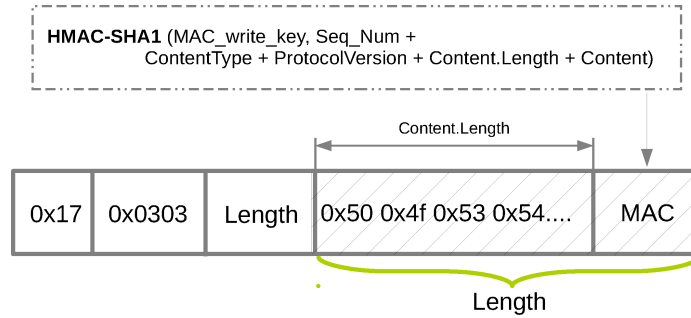 HMAC-SHA1 (MAC_write_key, Seq_Num +
ContentType + ProtocolVersion + Content.Length + Content)
Content.Length
0x17 0x0303 Length 0x50 0x4f 0x53 0x54.... MAC
Length